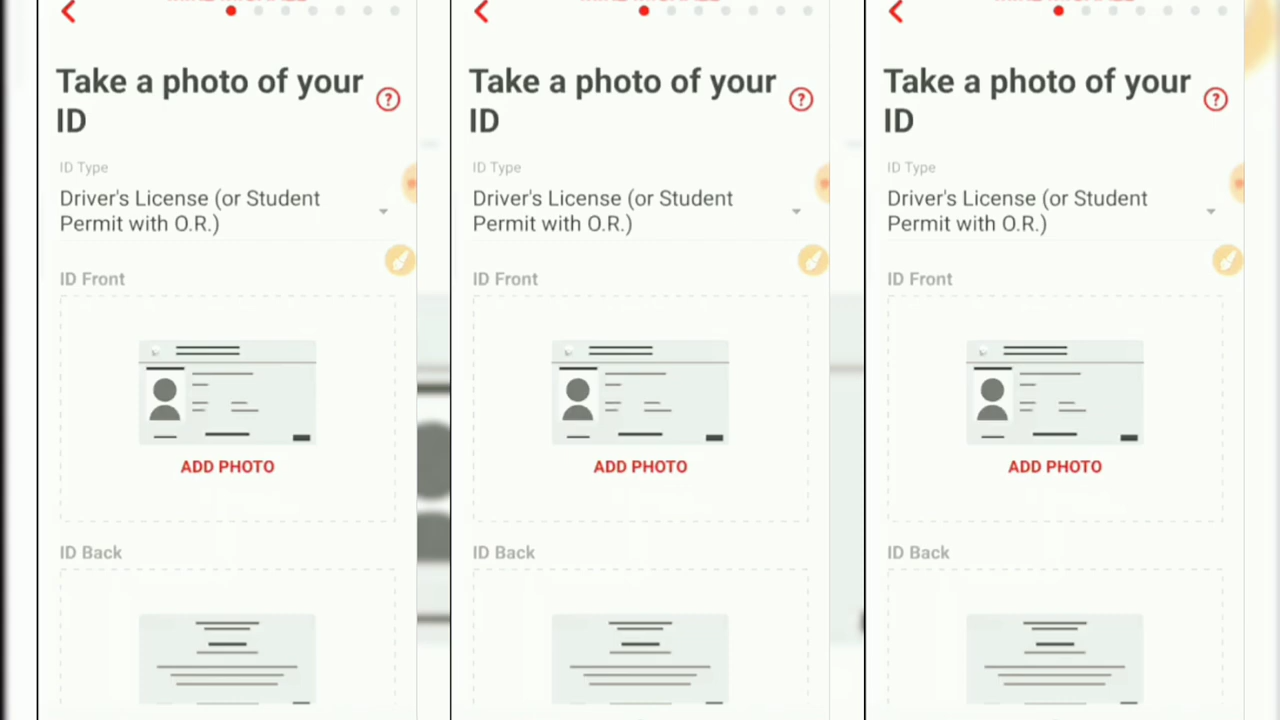 Take a photo of your
ID
?
ID Type
Driver's License (or Student
Permit with O.R.)
ID Front
ADD PHOTO
ID Back
Take a photo of your
ID
?
ID Type
Driver's License (or Student
Permit with O.R.)
ID Front
ADD PHOTO
ID Back
Take a photo of your
ID
?
ID Type
Driver's License (or Student
Permit with O.R.)
ID Front
ADD PHOTO
ID Back